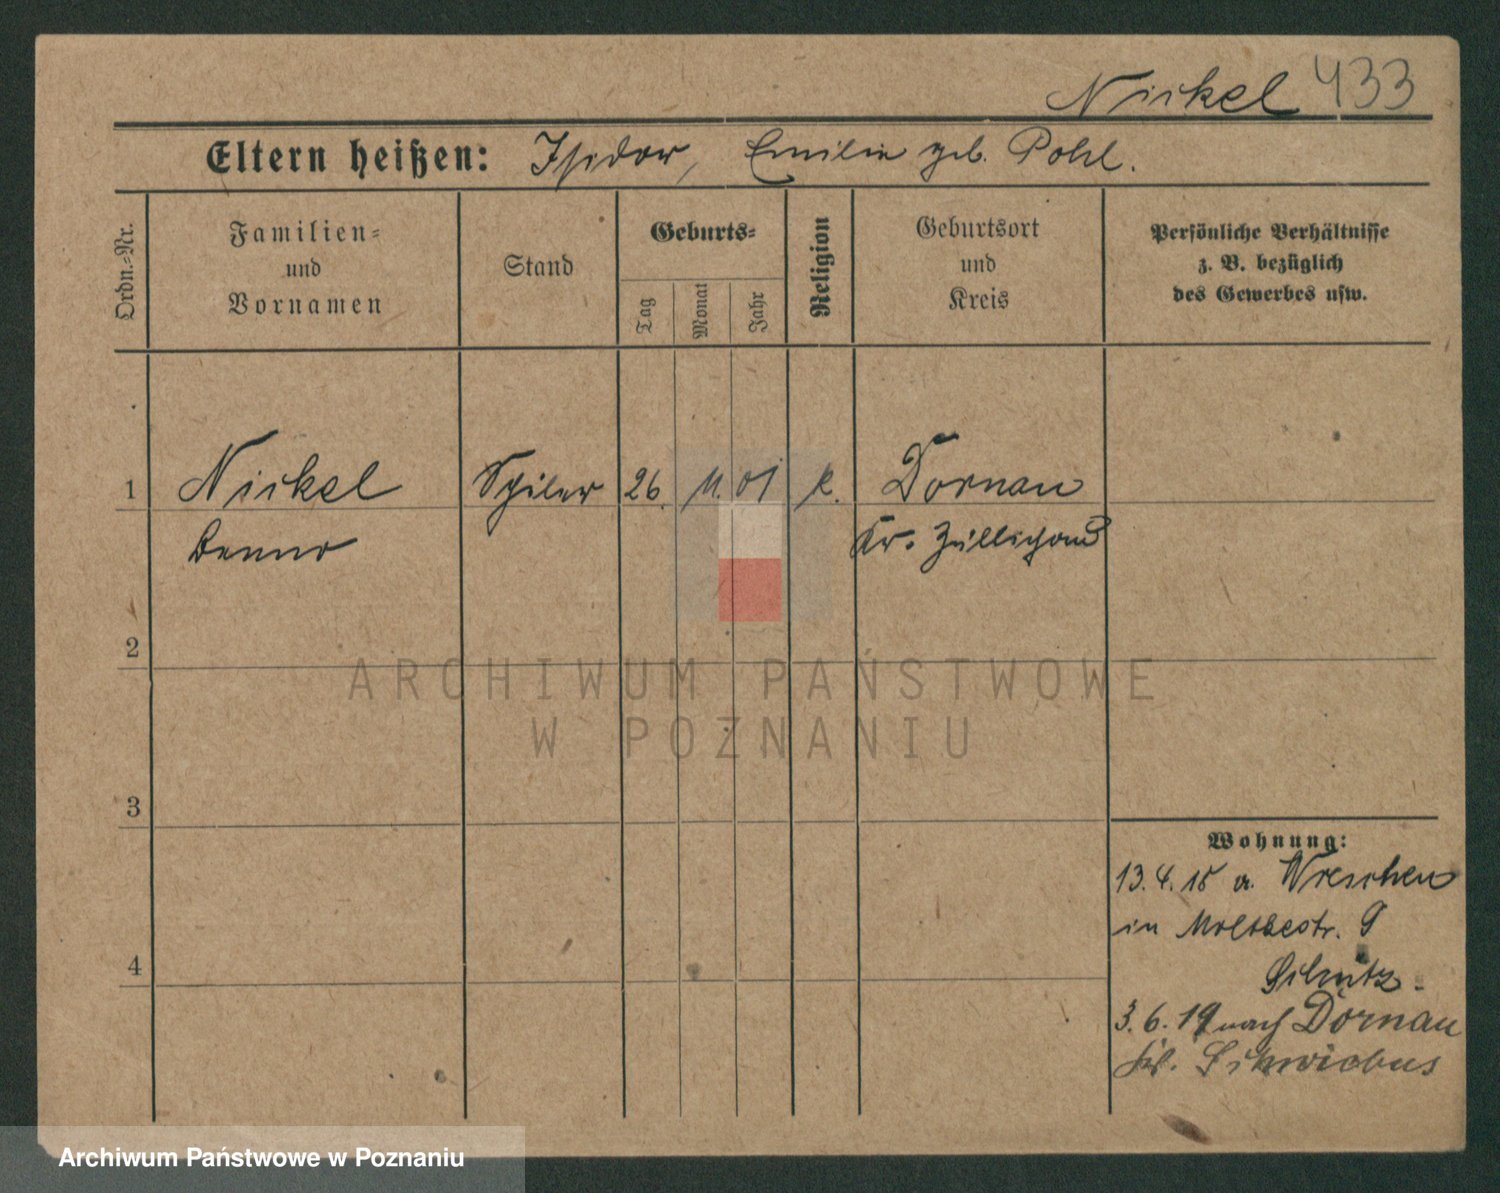 Nickel 433
Eltern heißen: Isidor, Emilie geb. Pohl.
Ordn.-Nr.
Familien-
und
Vornamen
Stand
Geburts-
Tag
Monat
Jahr
Religion
Geburtsort
und
Kreis
Persönliche Verhältnisse
z. B. bezüglich
des Gewerbes usw.
1 Nickel Schüler 26. 11. 01 k. Dornau
Benno Kr. Züllichau
2
3
4
Wohnung:
13.4.15 a. Wreschen
in Moltkestr. 9
3.6.19 nach Dornau
Kr. Schwiebus
ARCHIWUM PAŃSTWOWE
W POZNANIU
Archiwum Państwowe w Poznaniu